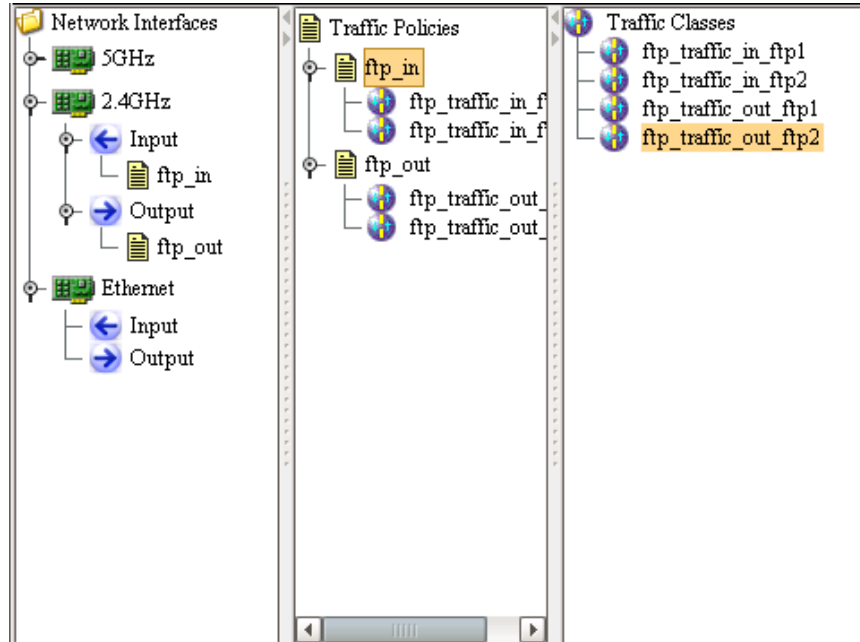 Network Interfaces
5GHz
2.4GHz
Input
ftp_in
Output
ftp_out
Ethernet
Input
Output
Traffic Policies
ftp_in
ftp_traffic_in_f
ftp_traffic_in_f
ftp_out
ftp_traffic_out_
ftp_traffic_out_
Traffic Classes
ftp_traffic_in_ftp1
ftp_traffic_in_ftp2
ftp_traffic_out_ftp1
ftp_traffic_out_ftp2